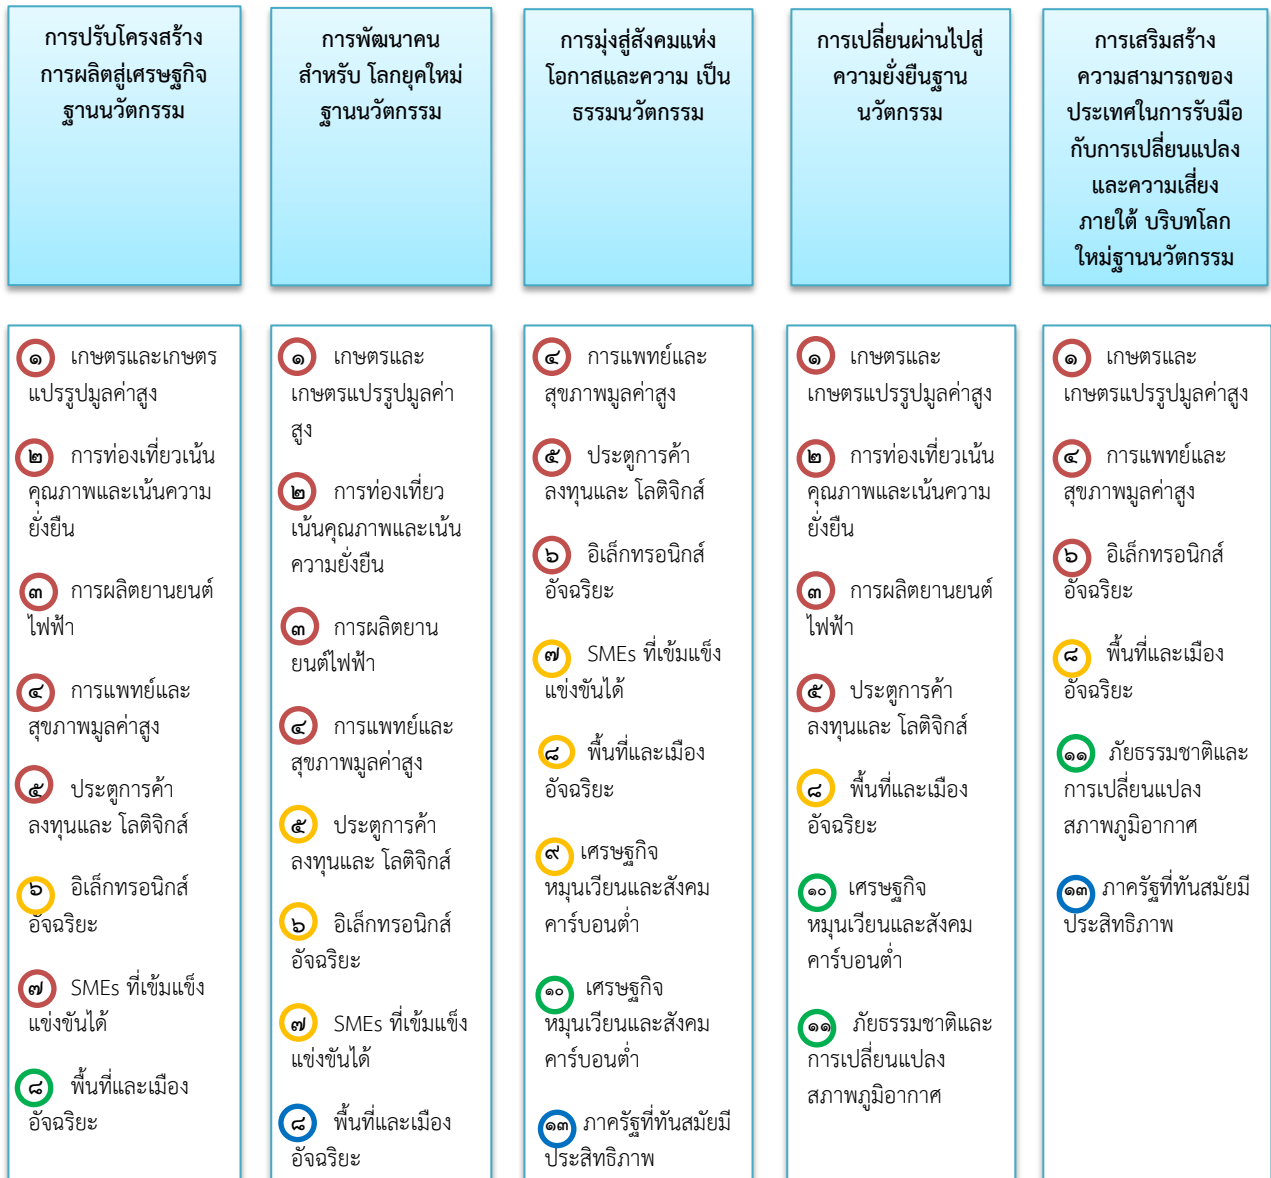 การปรับโครงสร้าง
การผลิตสู่เศรษฐกิจ
ฐานนวัตกรรม
การพัฒนาคน
สำหรับ โลกยุคใหม่
ฐานนวัตกรรม
การมุ่งสู่สังคมแห่ง
โอกาสและความ เป็น
ธรรมนวัตกรรม
การเปลี่ยนผ่านไปสู่
ความยั่งยืนฐาน
นวัตกรรม
การเสริมสร้าง
ความสามารถของ
ประเทศในการรับมือ
กับการเปลี่ยนแปลง
และความเสี่ยง
ภายใต้ บริบทโลก
ใหม่ฐานนวัตกรรม
๑ เกษตรและเกษตร
แปรรูปมูลค่าสูง
๒ การท่องเที่ยวเน้น
คุณภาพและเน้นความ
ยั่งยืน
๓ การผลิตยานยนต์
ไฟฟ้า
๔ การแพทย์และ
สุขภาพมูลค่าสูง
๕ ประตูการค้า
ลงทุนและ โลติจิกส์
๖ อิเล็กทรอนิกส์
อัจฉริยะ
๗ SMEs ที่เข้มแข็ง
แข่งขันได้
๘ พื้นที่และเมือง
อัจฉริยะ
๑ เกษตรและ
เกษตรแปรรูปมูลค่า
สูง
๒ การท่องเที่ยว
เน้นคุณภาพและเน้น
ความยั่งยืน
๓ การผลิตยาน
ยนต์ไฟฟ้า
๔ การแพทย์และ
สุขภาพมูลค่าสูง
๕ ประตูการค้า
ลงทุนและ โลติจิกส์
๖ อิเล็กทรอนิกส์
อัจฉริยะ
๗ SMEs ที่เข้มแข็ง
แข่งขันได้
๘ พื้นที่และเมือง
อัจฉริยะ
๔ การแพทย์และ
สุขภาพมูลค่าสูง
๕ ประตูการค้า
ลงทุนและ โลติจิกส์
๖ อิเล็กทรอนิกส์
อัจฉริยะ
๗ SMEs ที่เข้มแข็ง
แข่งขันได้
๘ พื้นที่และเมือง
อัจฉริยะ
๙ เศรษฐกิจ
หมุนเวียนและสังคม
คาร์บอนต่ำ
๑๐ เศรษฐกิจ
หมุนเวียนและสังคม
คาร์บอนต่ำ
๑๓ ภาครัฐที่ทันสมัยมี
ประสิทธิภาพ
๑ เกษตรและ
เกษตรแปรรูปมูลค่าสูง
๒ การท่องเที่ยวเน้น
คุณภาพและเน้นความ
ยั่งยืน
๓ การผลิตยานยนต์
ไฟฟ้า
๕ ประตูการค้า
ลงทุนและ โลติจิกส์
๘ พื้นที่และเมือง
อัจฉริยะ
๑๐ เศรษฐกิจ
หมุนเวียนและสังคม
คาร์บอนต่ำ
๑๑ ภัยธรรมชาติและ
การเปลี่ยนแปลง
สภาพภูมิอากาศ
๑ เกษตรและ
เกษตรแปรรูปมูลค่าสูง
๔ การแพทย์และ
สุขภาพมูลค่าสูง
๖ อิเล็กทรอนิกส์
อัจฉริยะ
๘ พื้นที่และเมือง
อัจฉริยะ
๑๑ ภัยธรรมชาติและ
การเปลี่ยนแปลง
สภาพภูมิอากาศ
๑๓ ภาครัฐที่ทันสมัยมี
ประสิทธิภาพ